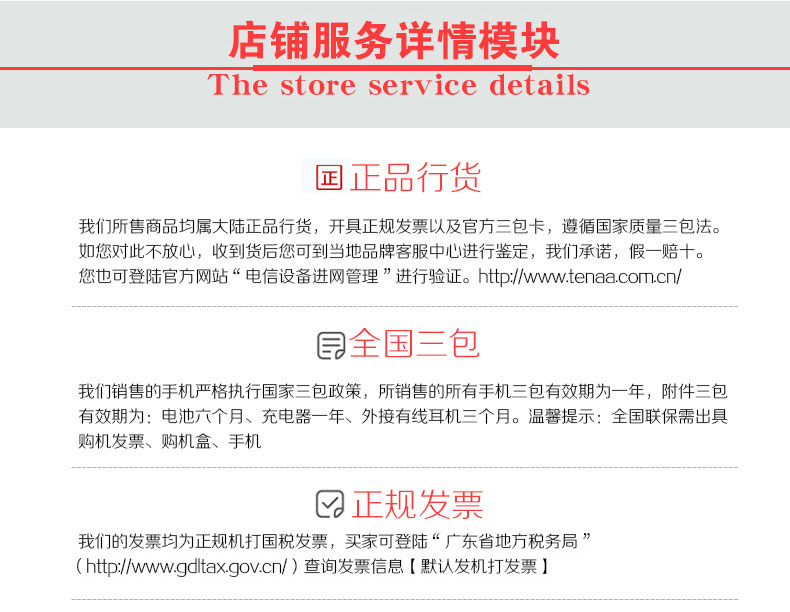 店铺服务详情模块
The store service details
正 正品行货
我们所售商品均属大陆正品行货，开具正规发票以及官方三包卡，遵循国家质量三包法。
如您对此不放心，收到货后您可到当地品牌客服中心进行鉴定，我们承诺，假一赔十。
您也可登陆官方网站“电信设备进网管理”进行验证。http://www.tenaa.com.cn/
全国三包
我们销售的手机严格执行国家三包政策，所销售的所有手机三包有效期为一年，附件三包
有效期为：电池六个月、充电器一年、外接有线耳机三个月。温馨提示：全国联保需出具
购机发票、购机盒、手机
正规发票
我们的发票均为正规机打国税发票，买家可登陆“广东省地方税务局”
（http://www.gdltax.gov.cn/）查询发票信息【默认发机打发票】